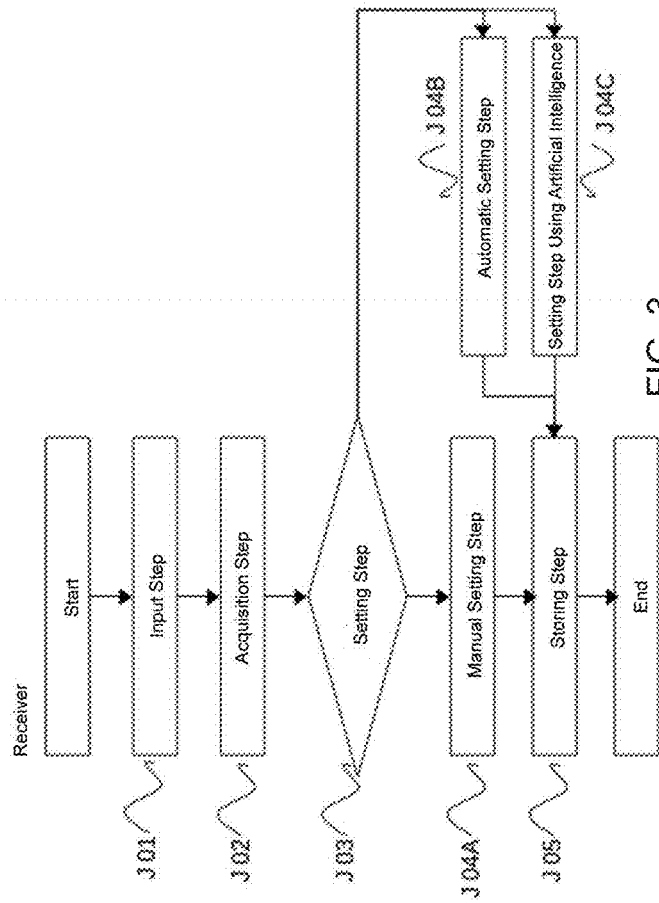 Receiver
Start
J 01
Input Step
J 02
Acquisition Step
J 03
Setting Step
J 04A
Manual Setting Step
J 04B
Automatic Setting Step
J 04C
Setting Step Using Artificial Intelligence
J 05
Storing Step
End